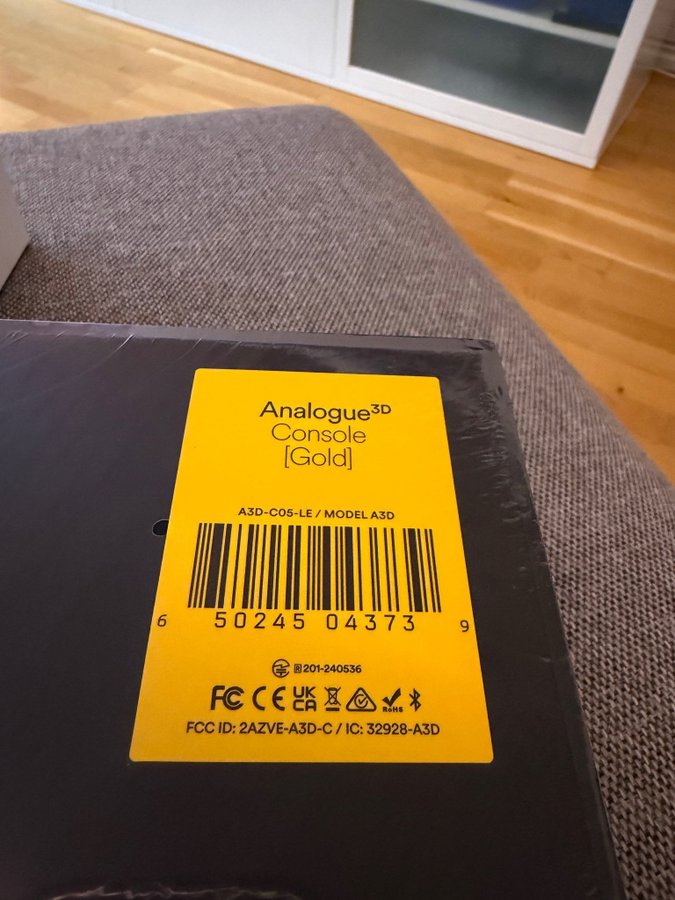 Analogue3D
Console
[Gold]
A3D-C05-LE / MODEL A3D
6 50245 04373 9
R 201-240536
FC CE UK CA RoHS
FCC ID: 2AZVE-A3D-C / IC: 32928-A3D